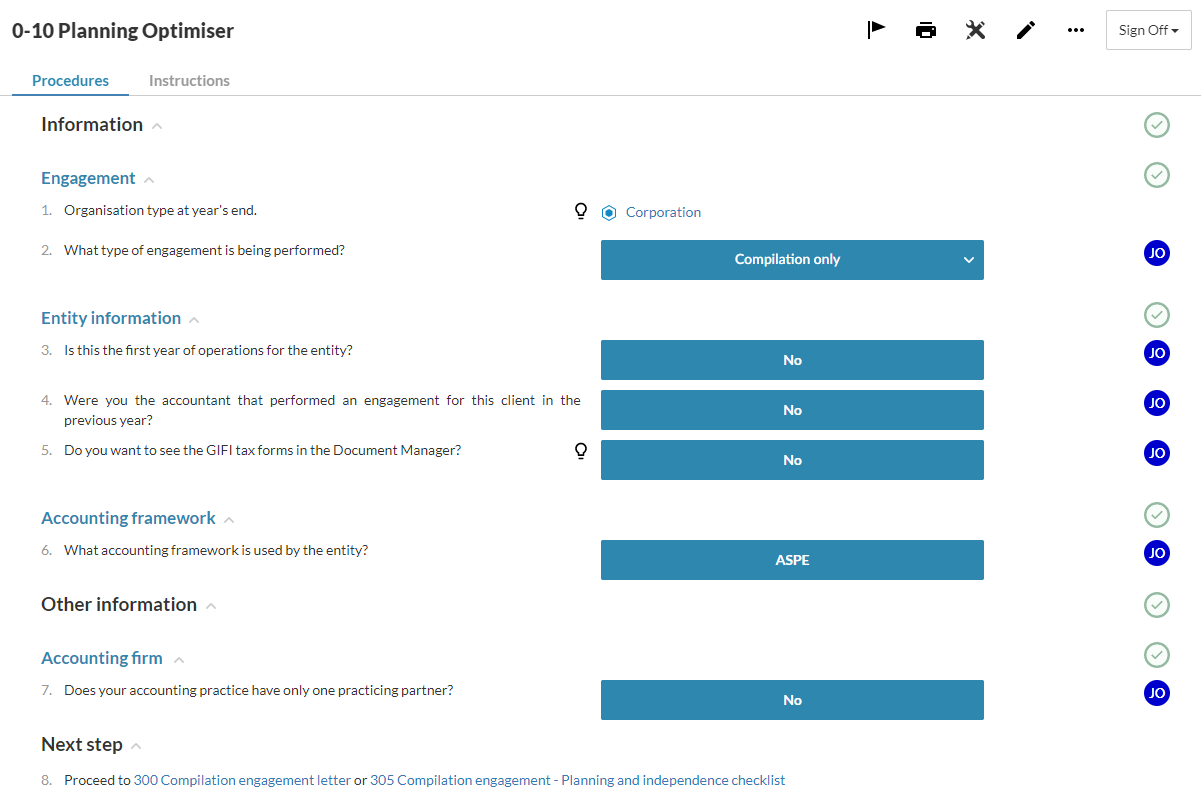 0-10 Planning Optimiser
Sign Off
Procedures Instructions
Information
Engagement
1. Organisation type at year's end. Corporation
2. What type of engagement is being performed? Compilation only JO
Entity information
3. Is this the first year of operations for the entity? No JO
4. Were you the accountant that performed an engagement for this client in the
previous year? No JO
5. Do you want to see the GIFI tax forms in the Document Manager? No JO
Accounting framework
6. What accounting framework is used by the entity? ASPE JO
Other information
Accounting firm
7. Does your accounting practice have only one practicing partner? No JO
Next step
8. Proceed to 300 Compilation engagement letter or 305 Compilation engagement - Planning and independence checklist